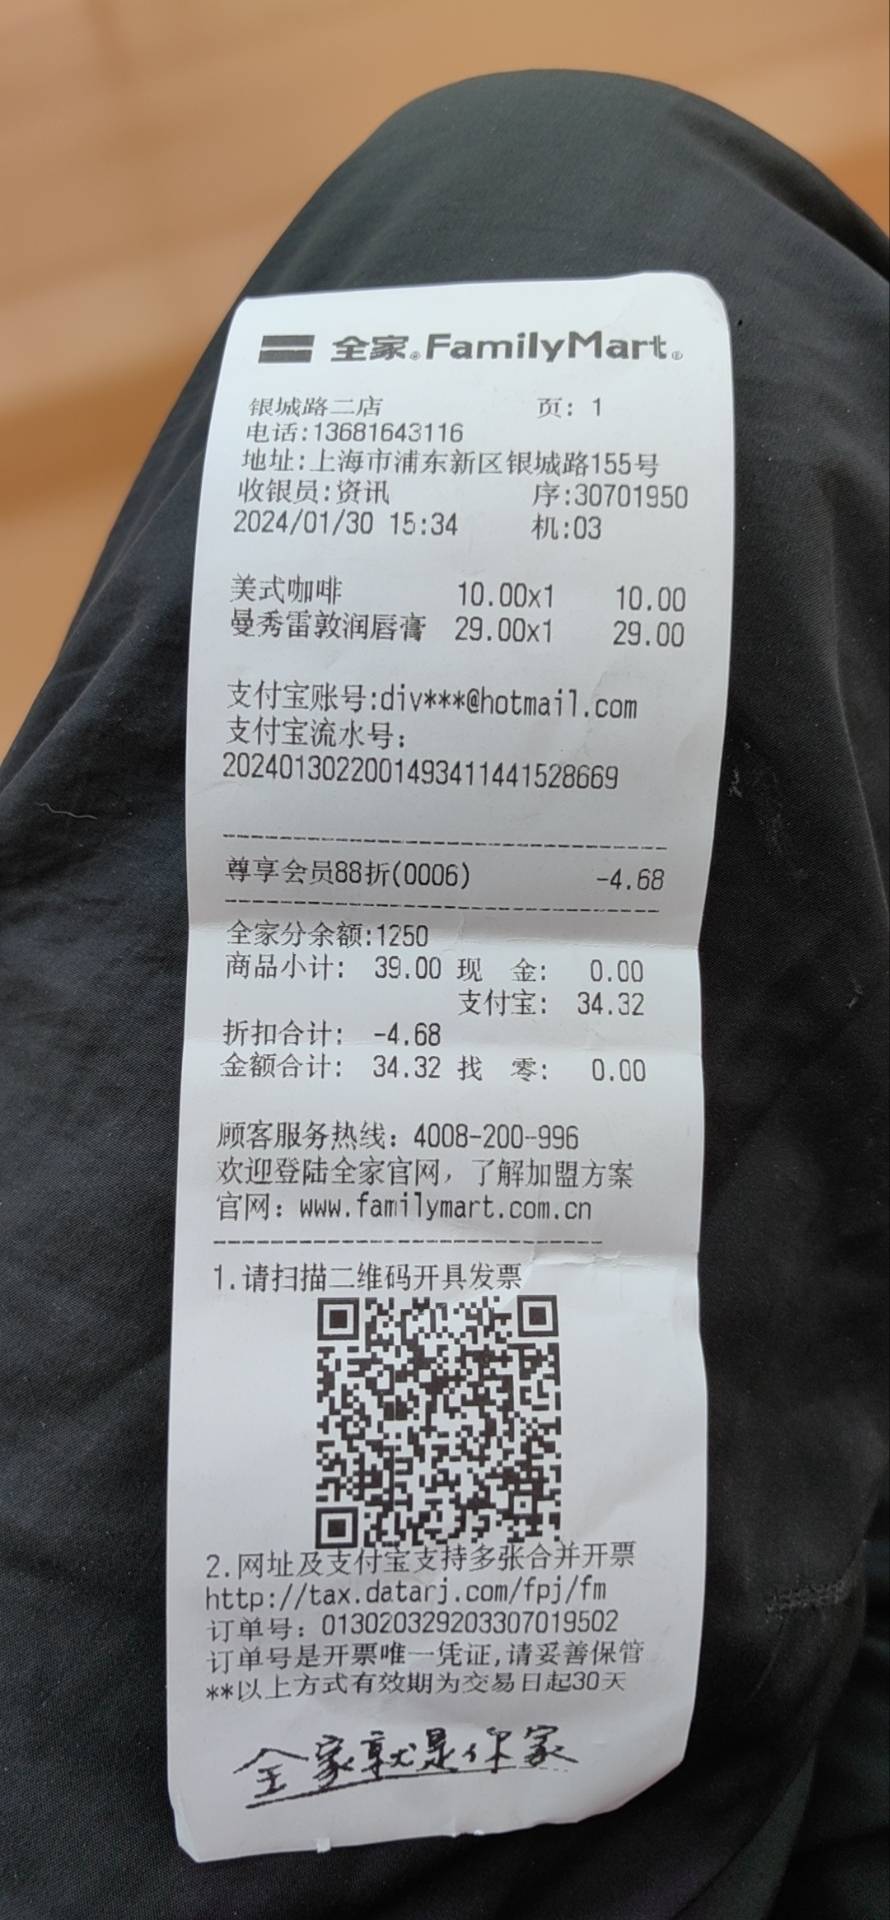 全家®FamilyMart®
银城路二店 页: 1
电话:13681643116
地址:上海市浦东新区银城路155号
收银员:资讯 序:30701950
2024/01/30 15:34 机:03
美式咖啡 10.00x1 10.00
曼秀雷敦润唇膏 29.00x1 29.00
支付宝账号:div***@hotmail.com
支付宝流水号:
2024013022001493411441528669
尊享会员88折(0006) -4.68
全家分余额:1250
商品小计: 39.00 现 金: 0.00
支付宝: 34.32
折扣合计: -4.68
金额合计: 34.32 找 零: 0.00
顾客服务热线: 4008-200-996
欢迎登陆全家官网, 了解加盟方案
官网: www.familymart.com.cn
1.请扫描二维码开具发票
2.网址及支付宝支持多张合并开票
http://tax.datarj.com/fpj/fm
订单号: 013020329203307019502
订单号是开票唯一凭证,请妥善保管
**以上方式有效期为交易日起30天
全家就是你家